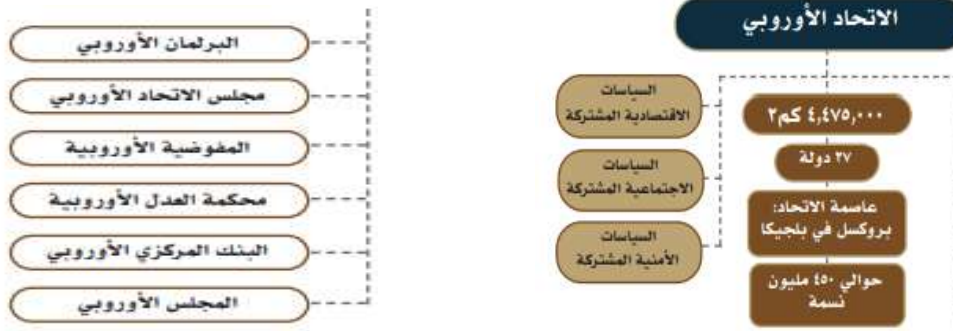 الاتحاد الأوروبي
٤,٤٧٥,٠٠٠ كم٢
٢٧ دولة
عاصمة الاتحاد:
بروكسل في بلجيكا
حوالي ٤٥٠ مليون
نسمة
السياسات
الاقتصادية المشتركة
السياسات
الاجتماعية المشتركة
السياسات
الأمنية المشتركة
البرلمان الأوروبي
مجلس الاتحاد الأوروبي
المفوضية الأوروبية
محكمة العدل الأوروبية
البنك المركزي الأوروبي
المجلس الأوروبي